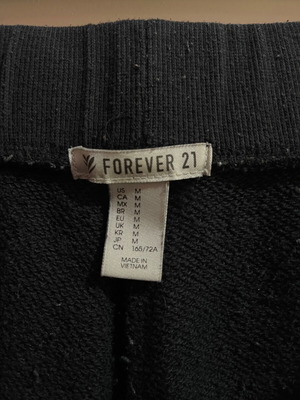 FOREVER 21
US M
CA M
MX M
BR M
EU M
UK M
KR M
JP M
CN 165/72A
MADE IN
VIETNAM